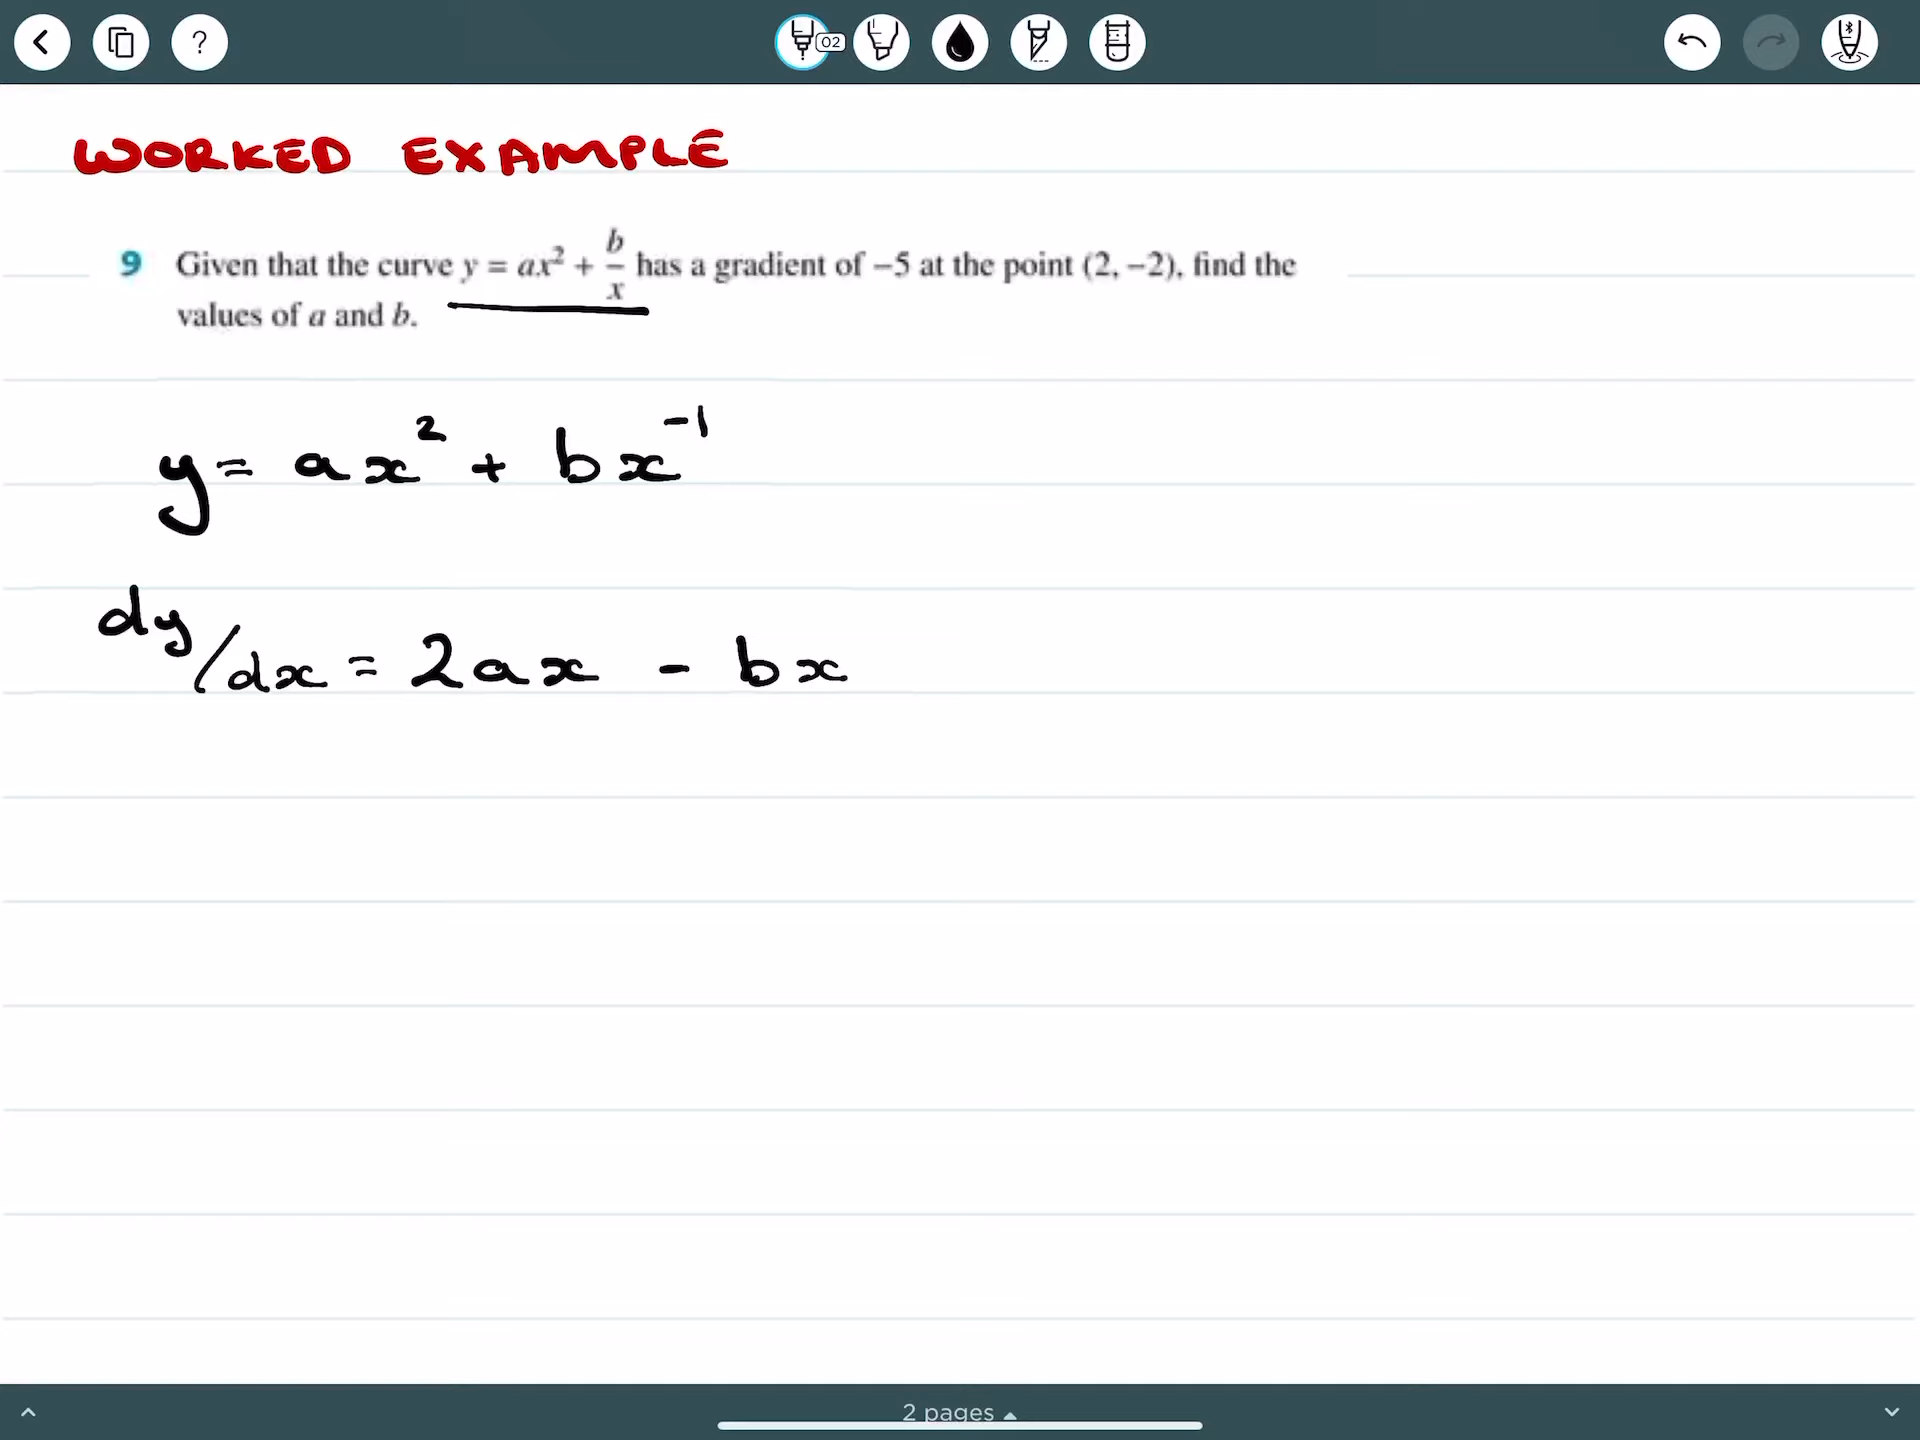 ?
02
WORKED EXAMPLE
9 Given that the curve y = ax² + b/x has a gradient of −5 at the point (2, −2), find the
values of a and b.
y = ax² + bx⁻¹
dy/dx = 2ax - bx
2 pages